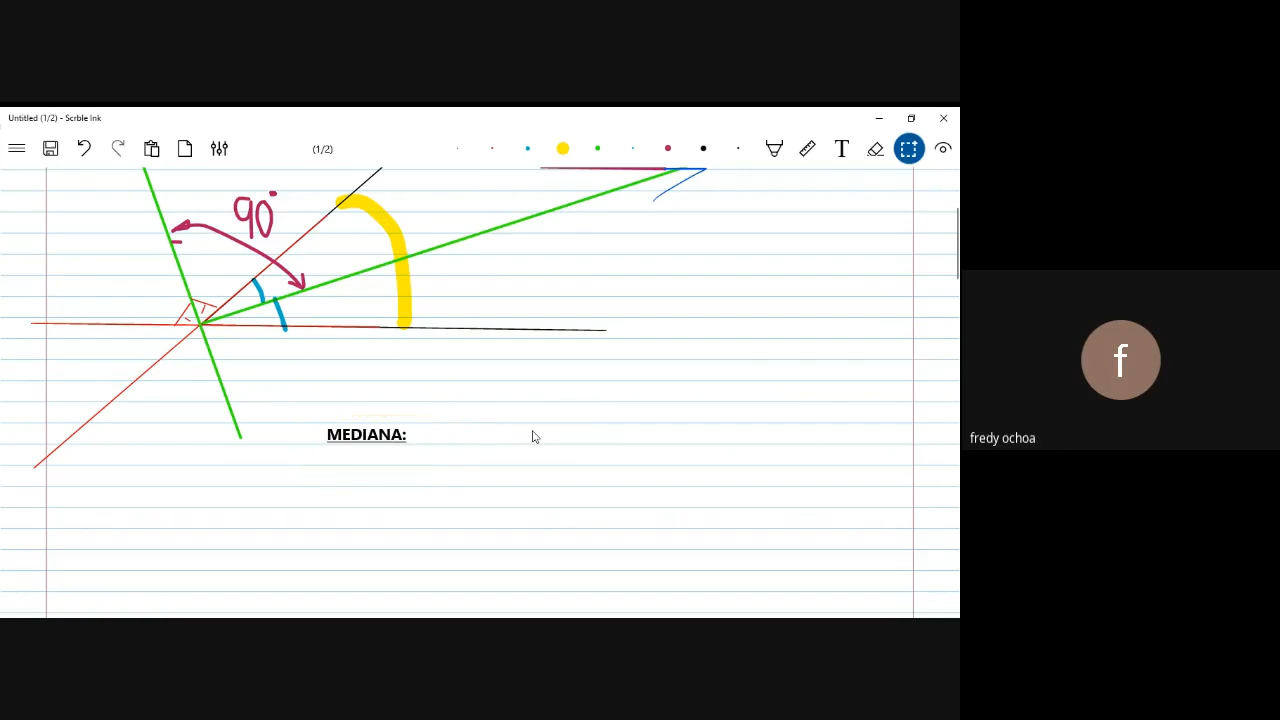 Untitled (1/2) - Scrble Ink
(1/2)
T
90°
MEDIANA:
f
fredy ochoa